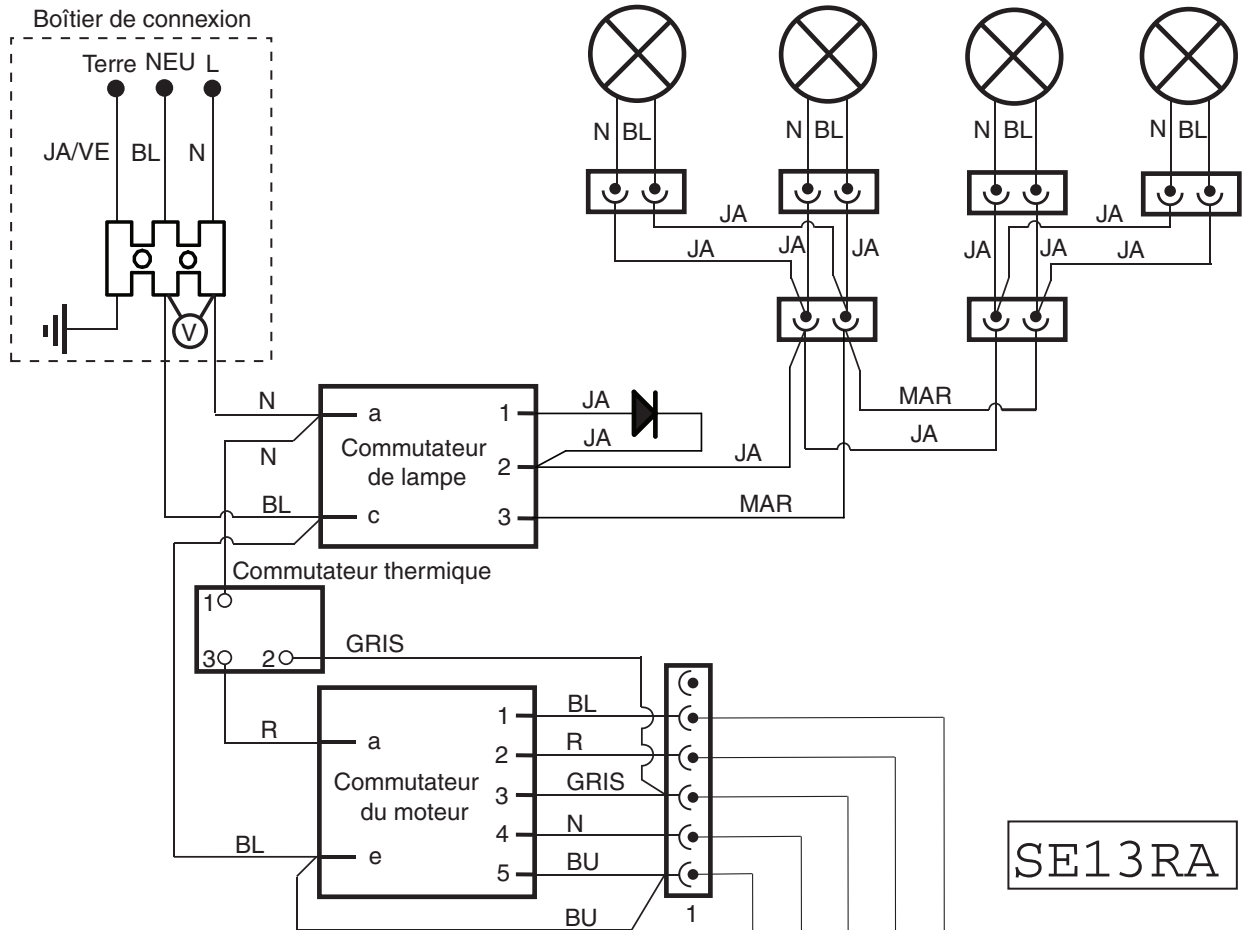 Boîtier de connexion
Terre NEU L
JA/VE BL N
V
N BL
N BL
N BL
N BL
JA
JA
JA
JA
JA
JA
JA
JA
MAR
JA
N
N
BL
a
c
Commutateur
de lampe
1
2
3
JA
JA
JA
MAR
Commutateur thermique
1
3
2
GRIS
R
BL
a
e
Commutateur
du moteur
1
2
3
4
5
BL
R
GRIS
N
BU
BU
1
SE13RA